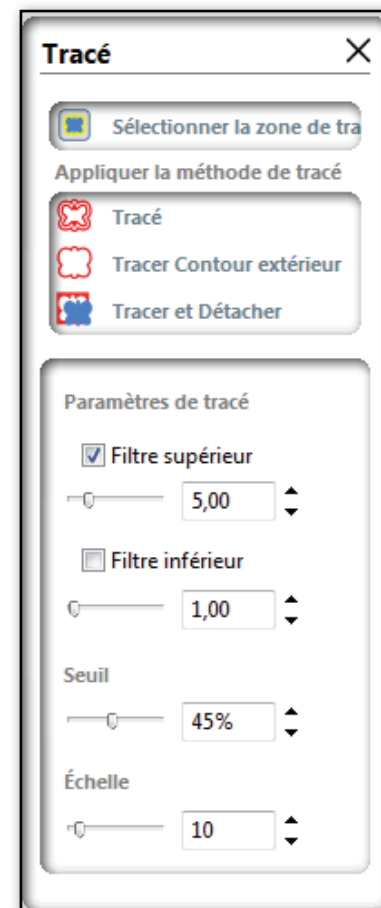 Tracé
Sélectionner la zone de tra
Appliquer la méthode de tracé
Tracé
Tracer Contour extérieur
Tracer et Détacher
Paramètres de tracé
Filtre supérieur
5,00
Filtre inférieur
1,00
Seuil
45%
Échelle
10